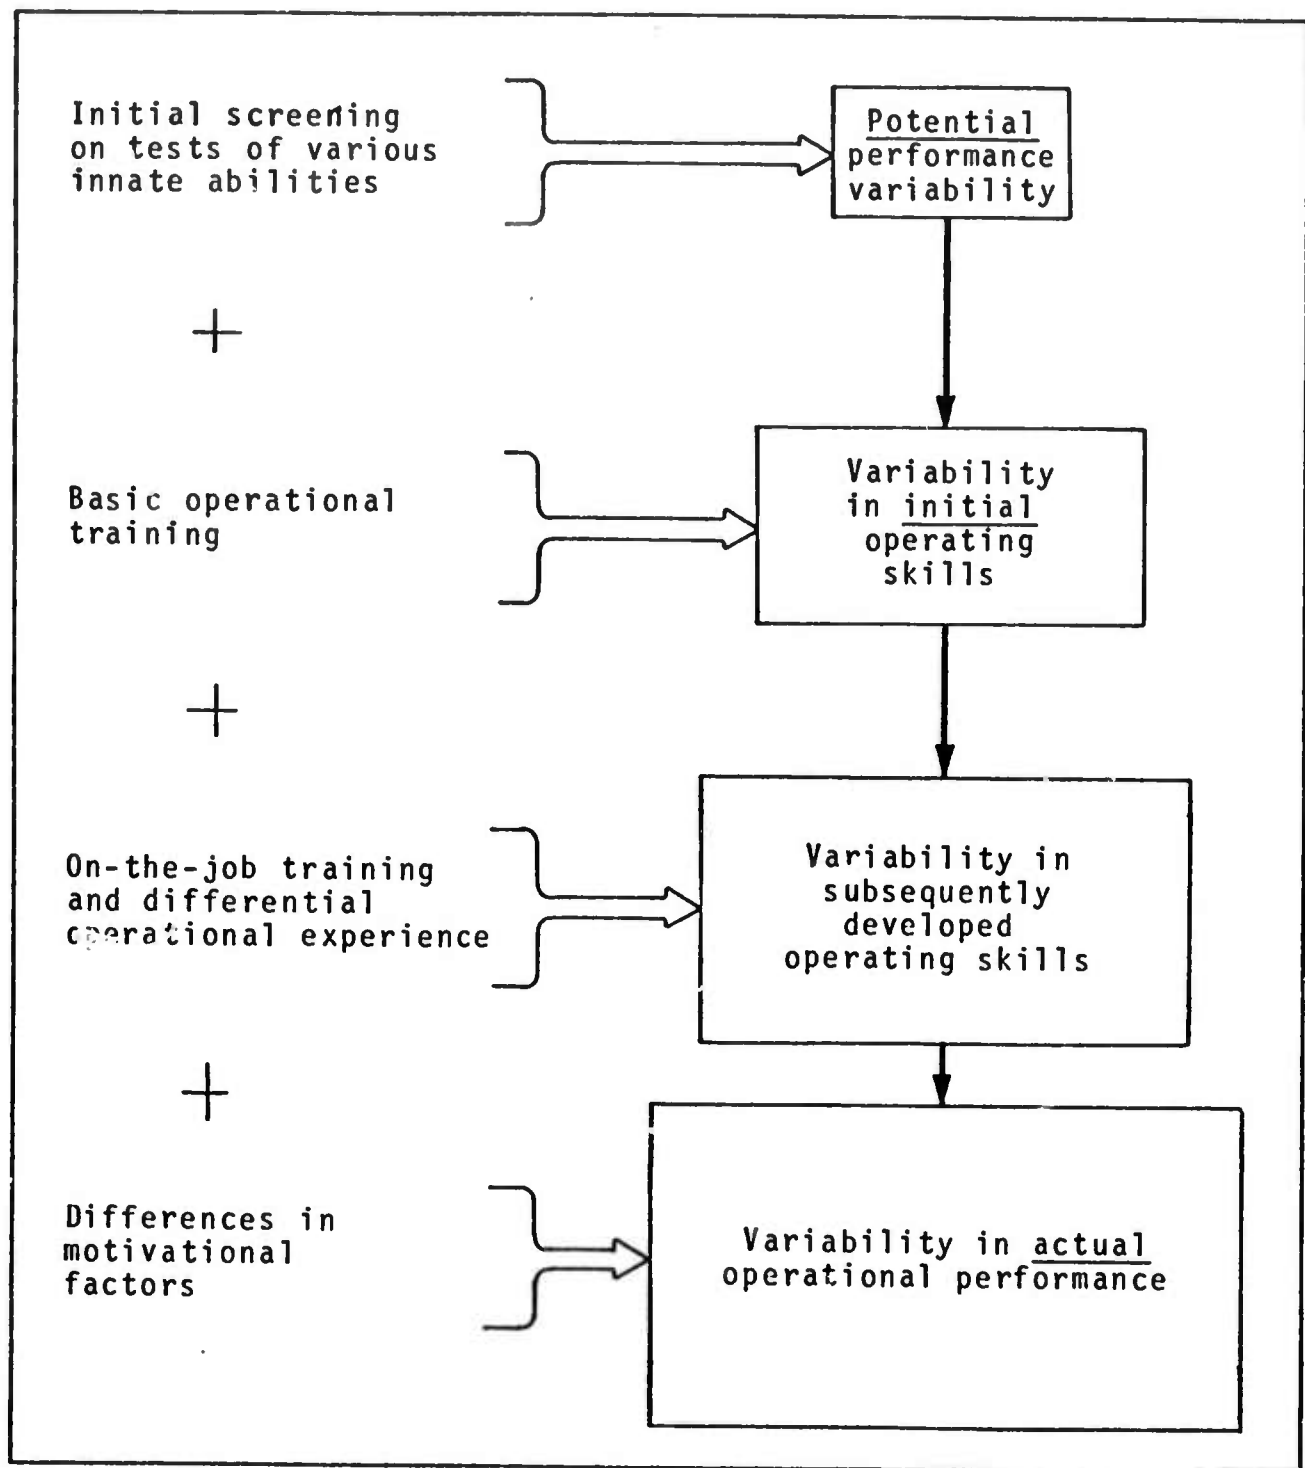 Initial screening
on tests of various
innate abilities
Potential
performance
variability
+
Basic operational
training
Variability
in initial
operating
skills
+
On-the-job training
and differential
operational experience
Variability in
subsequently
developed
operating skills
+
Differences in
motivational
factors
Variability in actual
operational performance